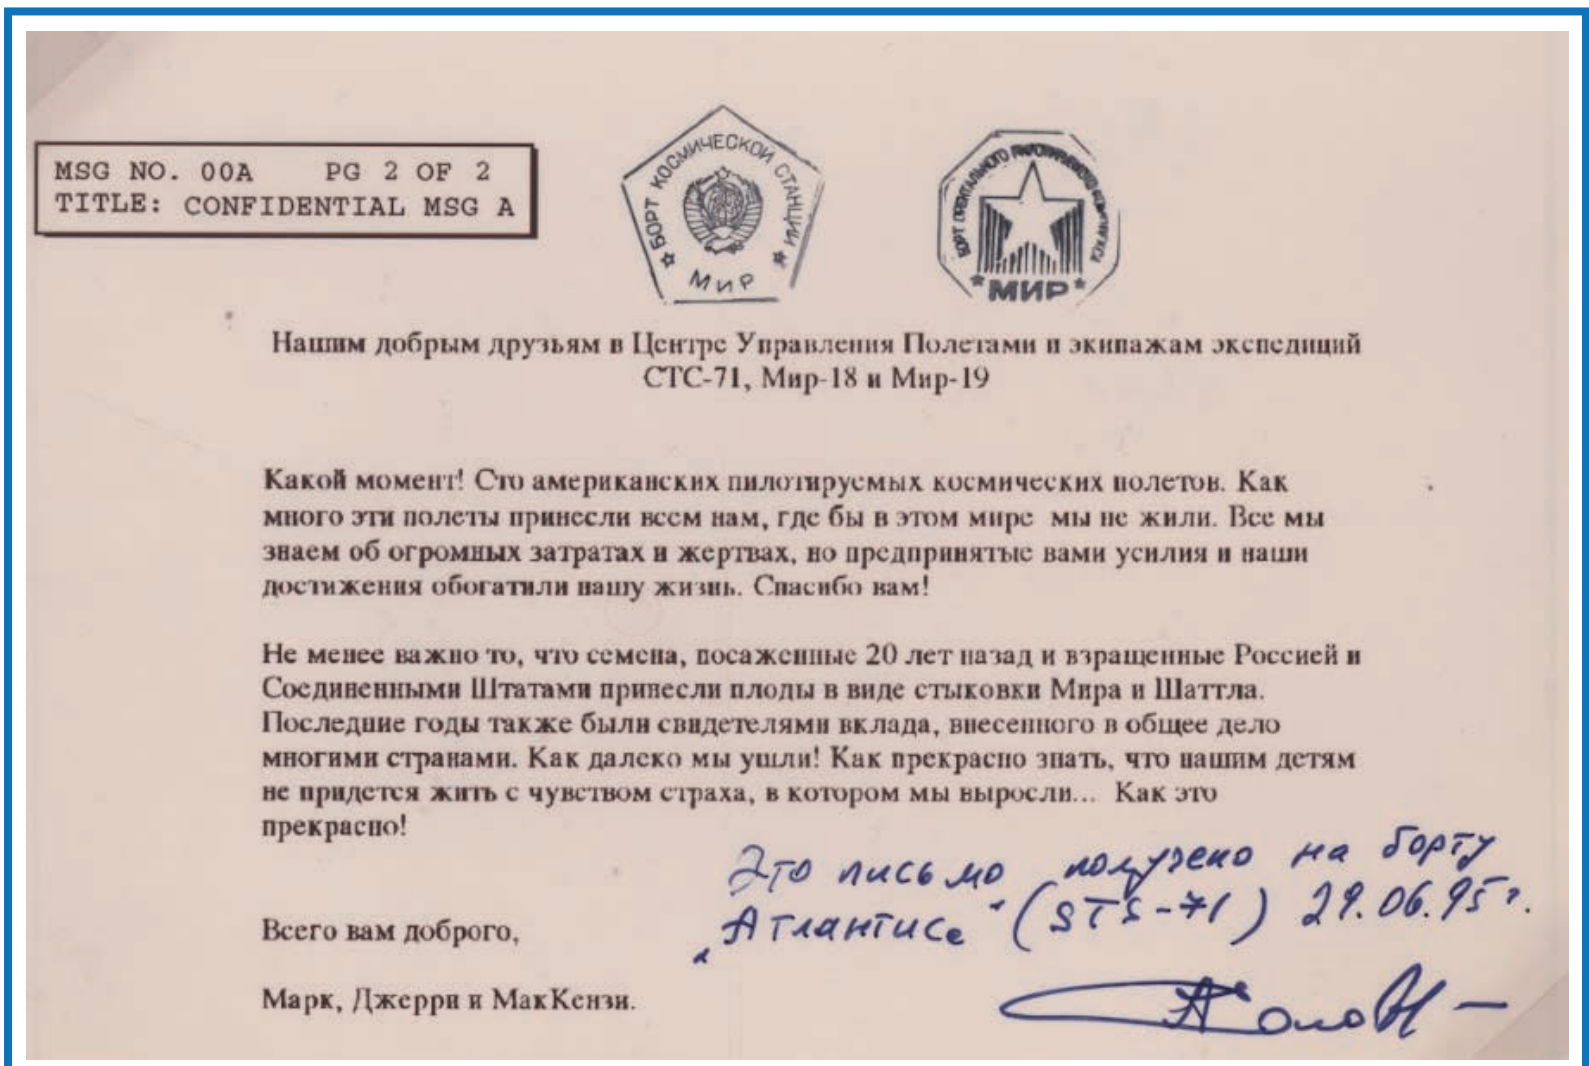 MSG NO. 00A PG 2 OF 2
TITLE: CONFIDENTIAL MSG A
БОРТ КОСМИЧЕСКОЙ СТАНЦИИ
МИР
БОРТ ОРБИТАЛЬНОГО
МИР
Нашим добрым друзьям в Центре Управления Полетами и экипажам экспедиций
СТС-71, Мир-18 и Мир-19
Какой момент! Сто американских пилотируемых космических полетов. Как
много эти полеты принесли всем нам, где бы в этом мире мы не жили. Все мы
знаем об огромных затратах и жертвах, но предпринятые вами усилия и наши
достижения обогатили нашу жизнь. Спасибо вам!
Не менее важно то, что семена, посаженные 20 лет назад и взращенные Россией и
Соединенными Штатами принесли плоды в виде стыковки Мира и Шаттла.
Последние годы также были свидетелями вклада, внесенного в общее дело
многими странами. Как далеко мы ушли! Как прекрасно знать, что нашим детям
не придется жить с чувством страха, в котором мы выросли... Как это
прекрасно!
Это письмо получено на борту
„Атлантисе“ (STS-71) 29.06.95 г.
Всего вам доброго,
Марк, Джерри и МакКензи.